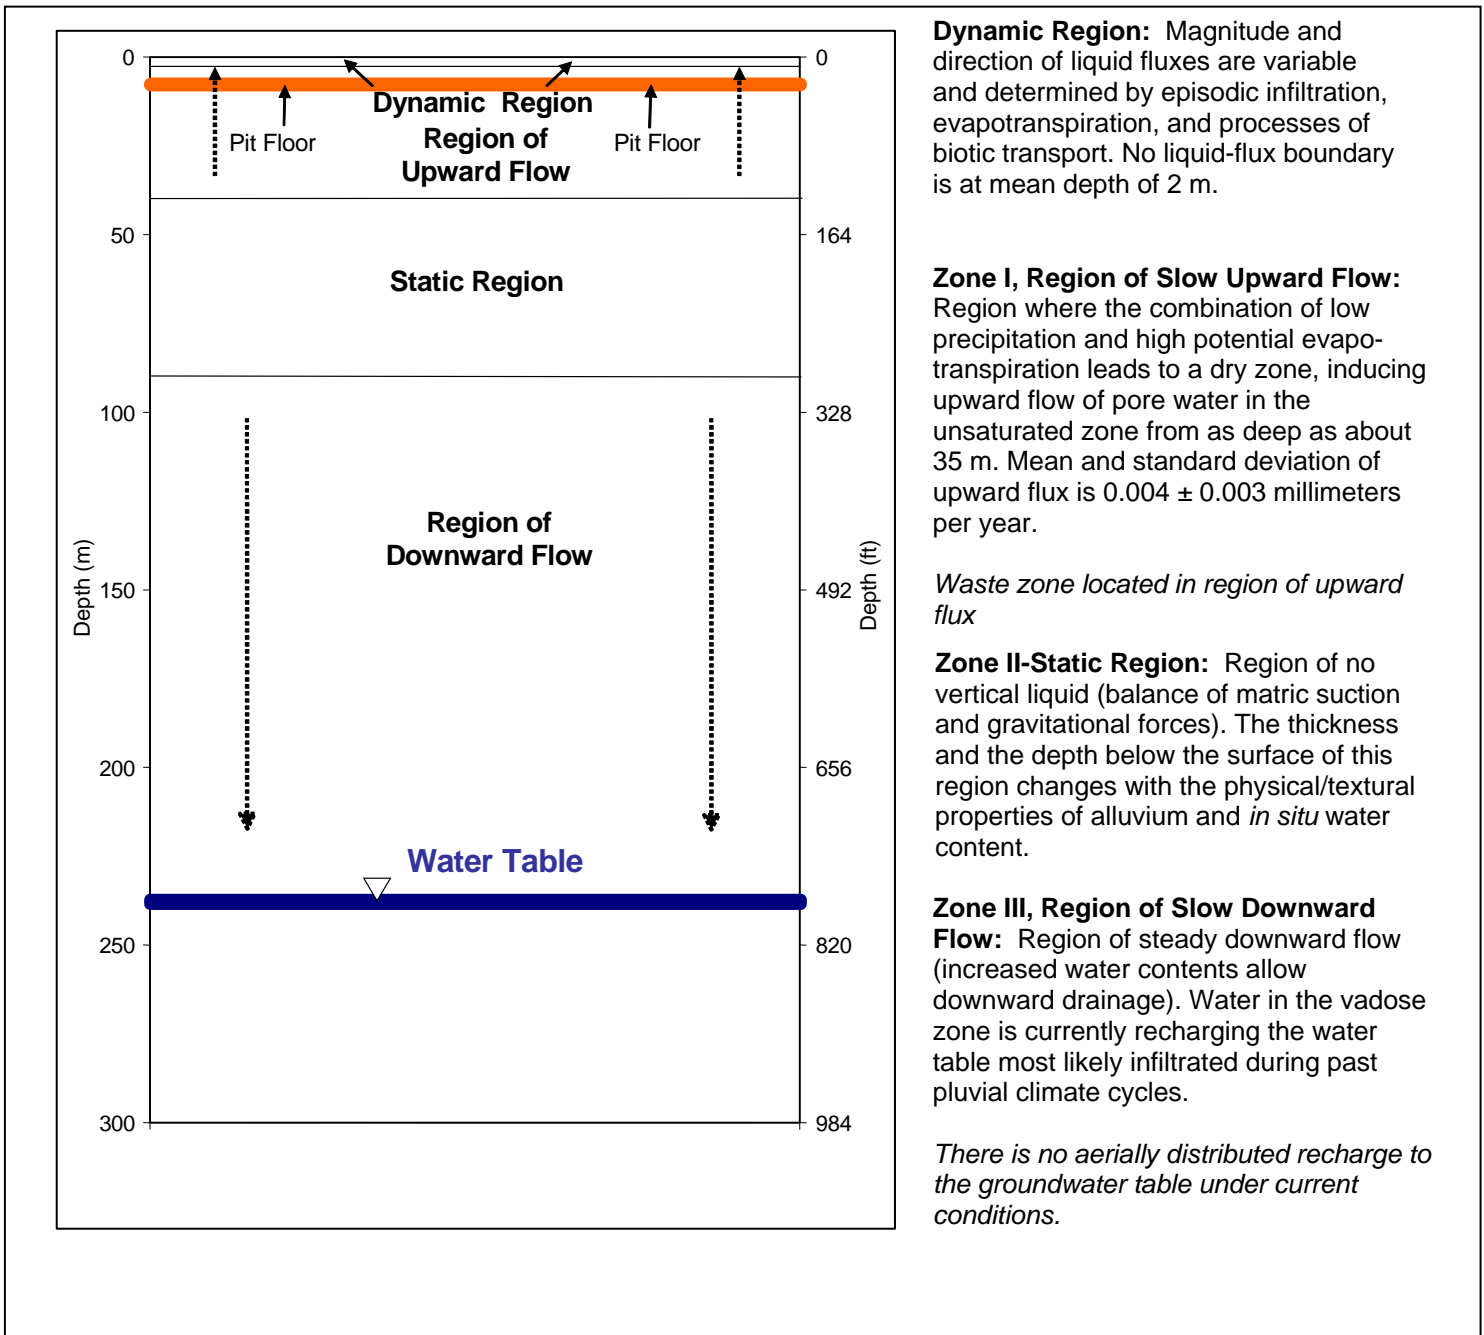 0
0
Dynamic Region
Pit Floor
Pit Floor
Region of
Upward Flow
50
164
Static Region
100
328
Region of
Downward Flow
Depth (m)
Depth (ft)
150
492
200
656
Water Table
250
820
300
984
Dynamic Region: Magnitude and
direction of liquid fluxes are variable
and determined by episodic infiltration,
evapotranspiration, and processes of
biotic transport. No liquid-flux boundary
is at mean depth of 2 m.
Zone I, Region of Slow Upward Flow:
Region where the combination of low
precipitation and high potential evapo-
transpiration leads to a dry zone, inducing
upward flow of pore water in the
unsaturated zone from as deep as about
35 m. Mean and standard deviation of
upward flux is 0.004 ± 0.003 millimeters
per year.
Waste zone located in region of upward
flux
Zone II-Static Region: Region of no
vertical liquid (balance of matric suction
and gravitational forces). The thickness
and the depth below the surface of this
region changes with the physical/textural
properties of alluvium and in situ water
content.
Zone III, Region of Slow Downward
Flow: Region of steady downward flow
(increased water contents allow
downward drainage). Water in the vadose
zone is currently recharging the water
table most likely infiltrated during past
pluvial climate cycles.
There is no aerially distributed recharge to
the groundwater table under current
conditions.